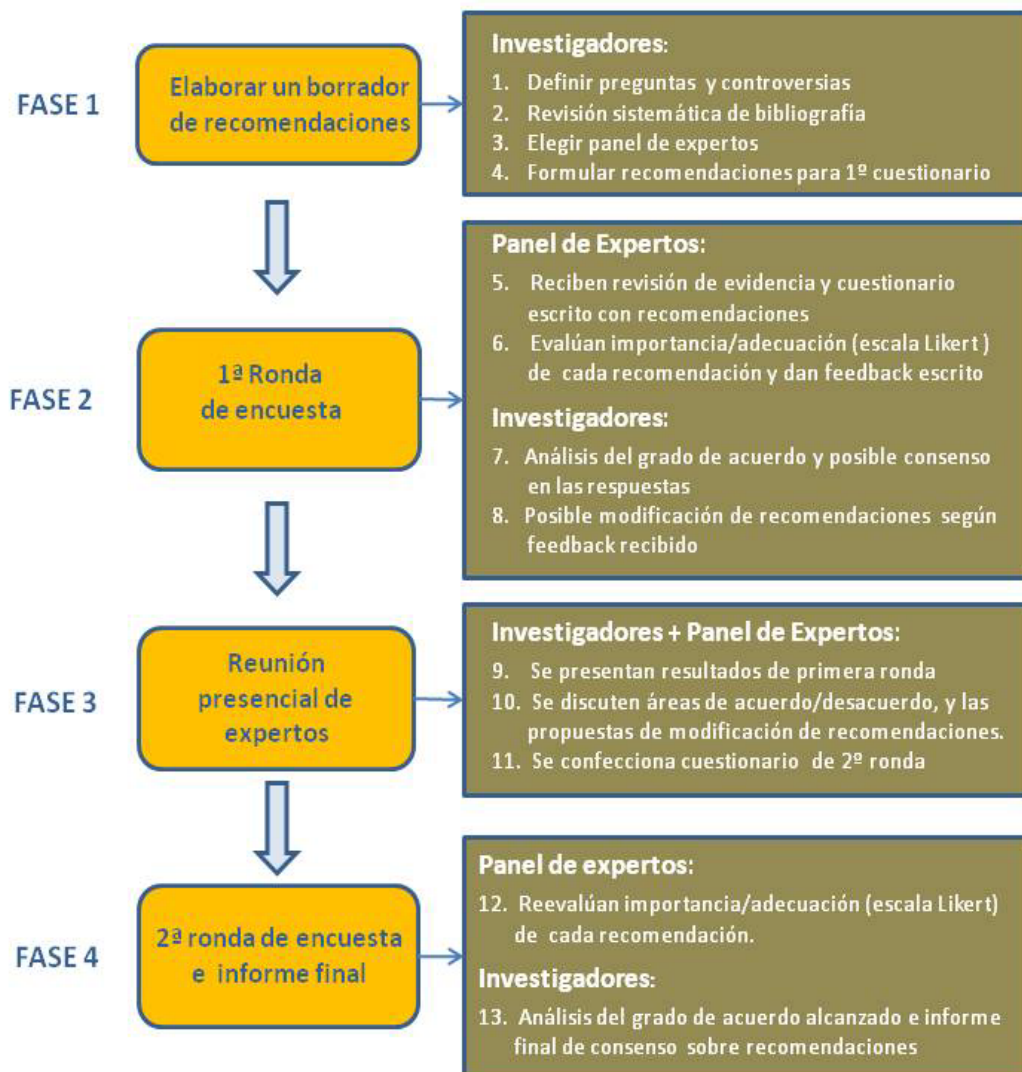 FASE 1
Elaborar un borrador
de recomendaciones
Investigadores:
1. Definir preguntas y controversias
2. Revisión sistemática de bibliografía
3. Elegir panel de expertos
4. Formular recomendaciones para 1º cuestionario
FASE 2
1ª Ronda
de encuesta
Panel de Expertos:
5. Reciben revisión de evidencia y cuestionario
escrito con recomendaciones
6. Evalúan importancia/adecuación (escala Likert )
de cada recomendación y dan feedback escrito
Investigadores:
7. Análisis del grado de acuerdo y posible consenso
en las respuestas
8. Posible modificación de recomendaciones según
feedback recibido
FASE 3
Reunión
presencial de
expertos
Investigadores + Panel de Expertos:
9. Se presentan resultados de primera ronda
10. Se discuten áreas de acuerdo/desacuerdo, y las
propuestas de modificación de recomendaciones.
11. Se confecciona cuestionario de 2º ronda
FASE 4
2ª ronda de encuesta
e informe final
Panel de expertos:
12. Reevalúan importancia/adecuación (escala Likert)
de cada recomendación.
Investigadores:
13. Análisis del grado de acuerdo alcanzado e informe
final de consenso sobre recomendaciones